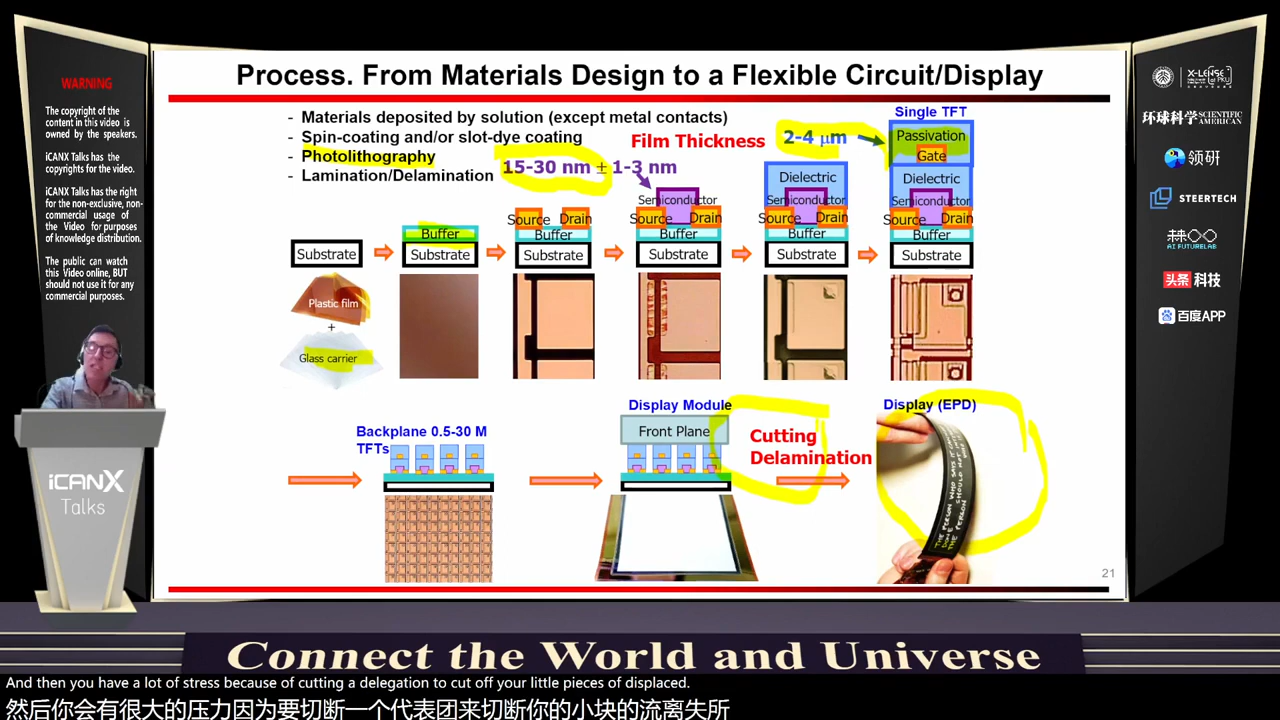 WARNING
The copyright of the
content in this video is
owned by the speakers.
iCANX Talks has the
copyrights for the video.
iCANX Talks has the right
for the non-exclusive, non-
commercial usage of
the Video for purposes
of knowledge distribution.
The public can watch
this Video online, BUT
should not use it for any
commercial purposes.
iCANX
Talks
Process. From Materials Design to a Flexible Circuit/Display
- Materials deposited by solution (except metal contacts)
- Spin-coating and/or slot-dye coating
- Photolithography
- Lamination/Delamination
Film Thickness
15-30 nm ± 1-3 nm
2-4 μm
Single TFT
Passivation
Gate
Dielectric
Semiconductor
Source Drain
Buffer
Substrate
Dielectric
Semiconductor
Source Drain
Buffer
Substrate
Semiconductor
Source Drain
Buffer
Substrate
Source Drain
Buffer
Substrate
Buffer
Substrate
Substrate
Plastic film
+
Glass carrier
Backplane 0.5-30 M
TFTs
Display Module
Front Plane
Cutting
Delamination
Display (EPD)
THE PERSON WHO SAYS IT CANNOT
21
X-LENSE
环球科学 SCIENTIFIC AMERICAN
领研
STEERTECH
AI FUTURELAB
头条 科技
百度APP
Connect the World and Universe
And then you have a lot of stress because of cutting a delegation to cut off your little pieces of displaced.
然后你会有很大的压力因为要切断一个代表团来切断你的小块的流离失所